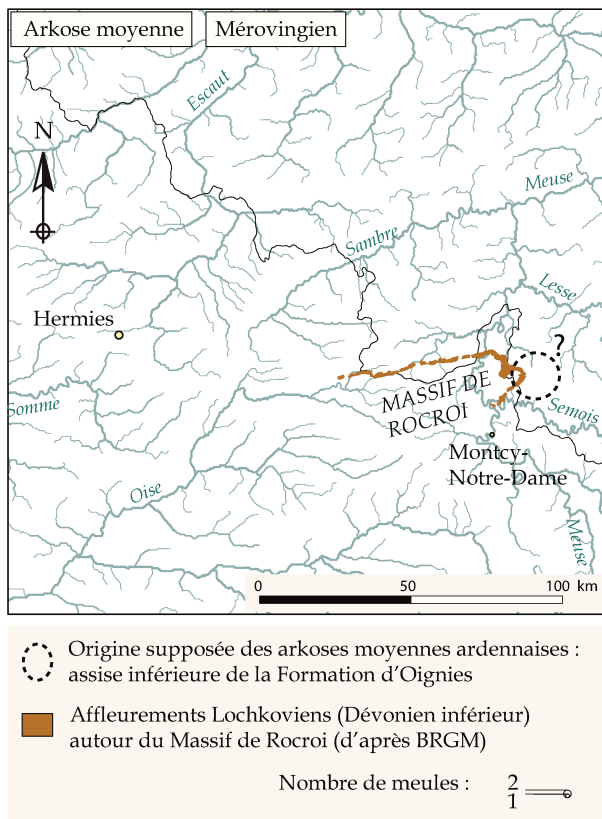 Arkose moyenne
Mérovingien
Escaut
N
Meuse
Sambre
Lesse
Hermies
?
MASSIF DE
ROCROI
Somme
Semois
Montcy-
Notre-Dame
Oise
Meuse
0 50 100 km
Origine supposée des arkoses moyennes ardennaises :
assise inférieure de la Formation d'Oignies
Affleurements Lochkoviens (Dévonien inférieur)
autour du Massif de Rocroi (d'après BRGM)
Nombre de meules : 2
1